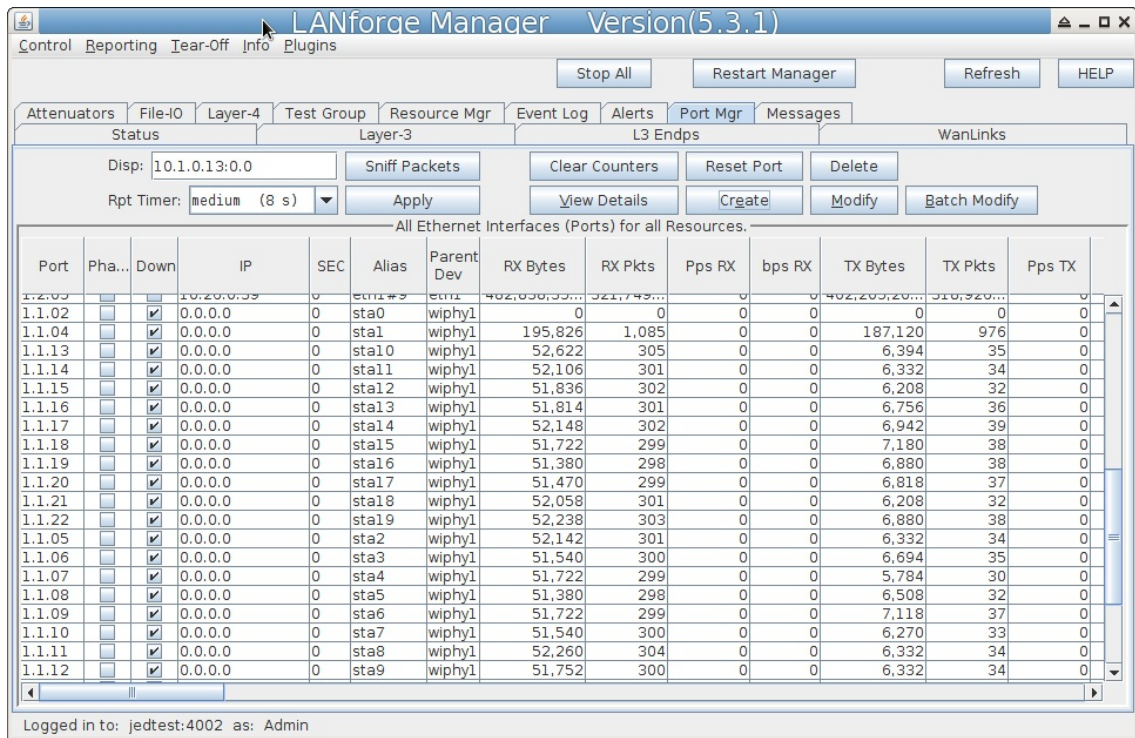 LANforge Manager Version(5.3.1)
Control Reporting Tear-Off Info Plugins
Stop All Restart Manager Refresh HELP
Attenuators File-IO Layer-4 Test Group Resource Mgr Event Log Alerts Port Mgr Messages
Status Layer-3 L3 Endps WanLinks
Disp: 10.1.0.13:0.0 Sniff Packets Clear Counters Reset Port Delete
Rpt Timer: medium (8 s) Apply View Details Create Modify Batch Modify
All Ethernet Interfaces (Ports) for all Resources.
Port Pha... Down IP SEC Alias Parent Dev RX Bytes RX Pkts Pps RX bps RX TX Bytes TX Pkts Pps TX
1.1.02 0.0.0.0 0 sta0 wiphy1 0 0 0 0 0 0 0
1.1.04 0.0.0.0 0 sta1 wiphy1 195,826 1,085 0 0 187,120 976 0
1.1.13 0.0.0.0 0 sta10 wiphy1 52,622 305 0 0 6,394 35 0
1.1.14 0.0.0.0 0 sta11 wiphy1 52,106 301 0 0 6,332 34 0
1.1.15 0.0.0.0 0 sta12 wiphy1 51,836 302 0 0 6,208 32 0
1.1.16 0.0.0.0 0 sta13 wiphy1 51,814 301 0 0 6,756 36 0
1.1.17 0.0.0.0 0 sta14 wiphy1 52,148 302 0 0 6,942 39 0
1.1.18 0.0.0.0 0 sta15 wiphy1 51,722 299 0 0 7,180 38 0
1.1.19 0.0.0.0 0 sta16 wiphy1 51,380 298 0 0 6,880 38 0
1.1.20 0.0.0.0 0 sta17 wiphy1 51,470 299 0 0 6,818 37 0
1.1.21 0.0.0.0 0 sta18 wiphy1 52,058 301 0 0 6,208 32 0
1.1.22 0.0.0.0 0 sta19 wiphy1 52,238 303 0 0 6,880 38 0
1.1.05 0.0.0.0 0 sta2 wiphy1 52,142 301 0 0 6,332 34 0
1.1.06 0.0.0.0 0 sta3 wiphy1 51,540 300 0 0 6,694 35 0
1.1.07 0.0.0.0 0 sta4 wiphy1 51,722 299 0 0 5,784 30 0
1.1.08 0.0.0.0 0 sta5 wiphy1 51,380 298 0 0 6,508 32 0
1.1.09 0.0.0.0 0 sta6 wiphy1 51,722 299 0 0 7,118 37 0
1.1.10 0.0.0.0 0 sta7 wiphy1 51,540 300 0 0 6,270 33 0
1.1.11 0.0.0.0 0 sta8 wiphy1 52,260 304 0 0 6,332 34 0
1.1.12 0.0.0.0 0 sta9 wiphy1 51,752 300 0 0 6,332 34 0
Logged in to: jedtest:4002 as: Admin